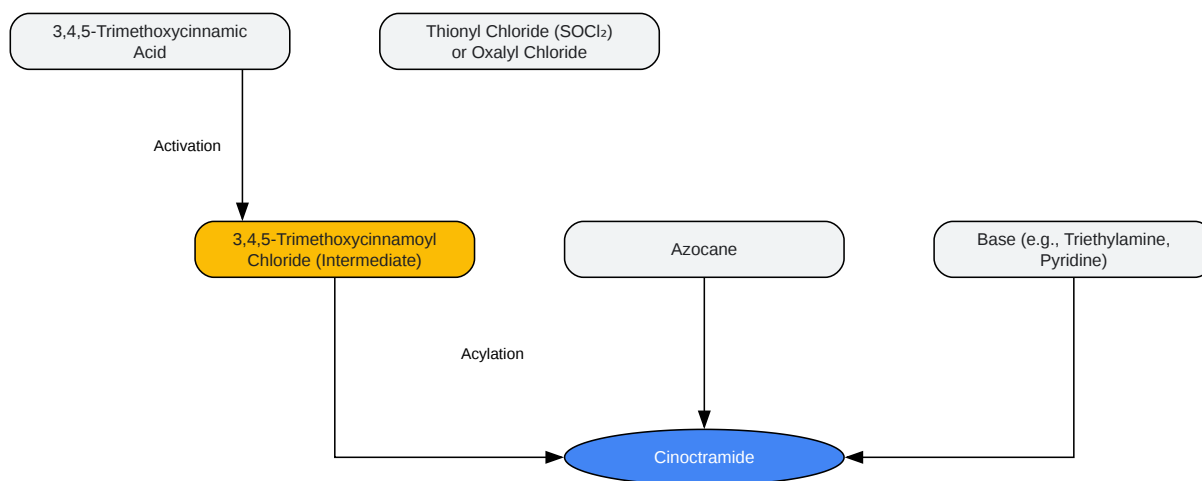 3,4,5-Trimethoxycinnamic
Acid
Thionyl Chloride (SOCl₂)
or Oxalyl Chloride
Activation
3,4,5-Trimethoxycinnamoyl
Chloride (Intermediate)
Azocane
Base (e.g., Triethylamine,
Pyridine)
Acylation
Cinoctramide